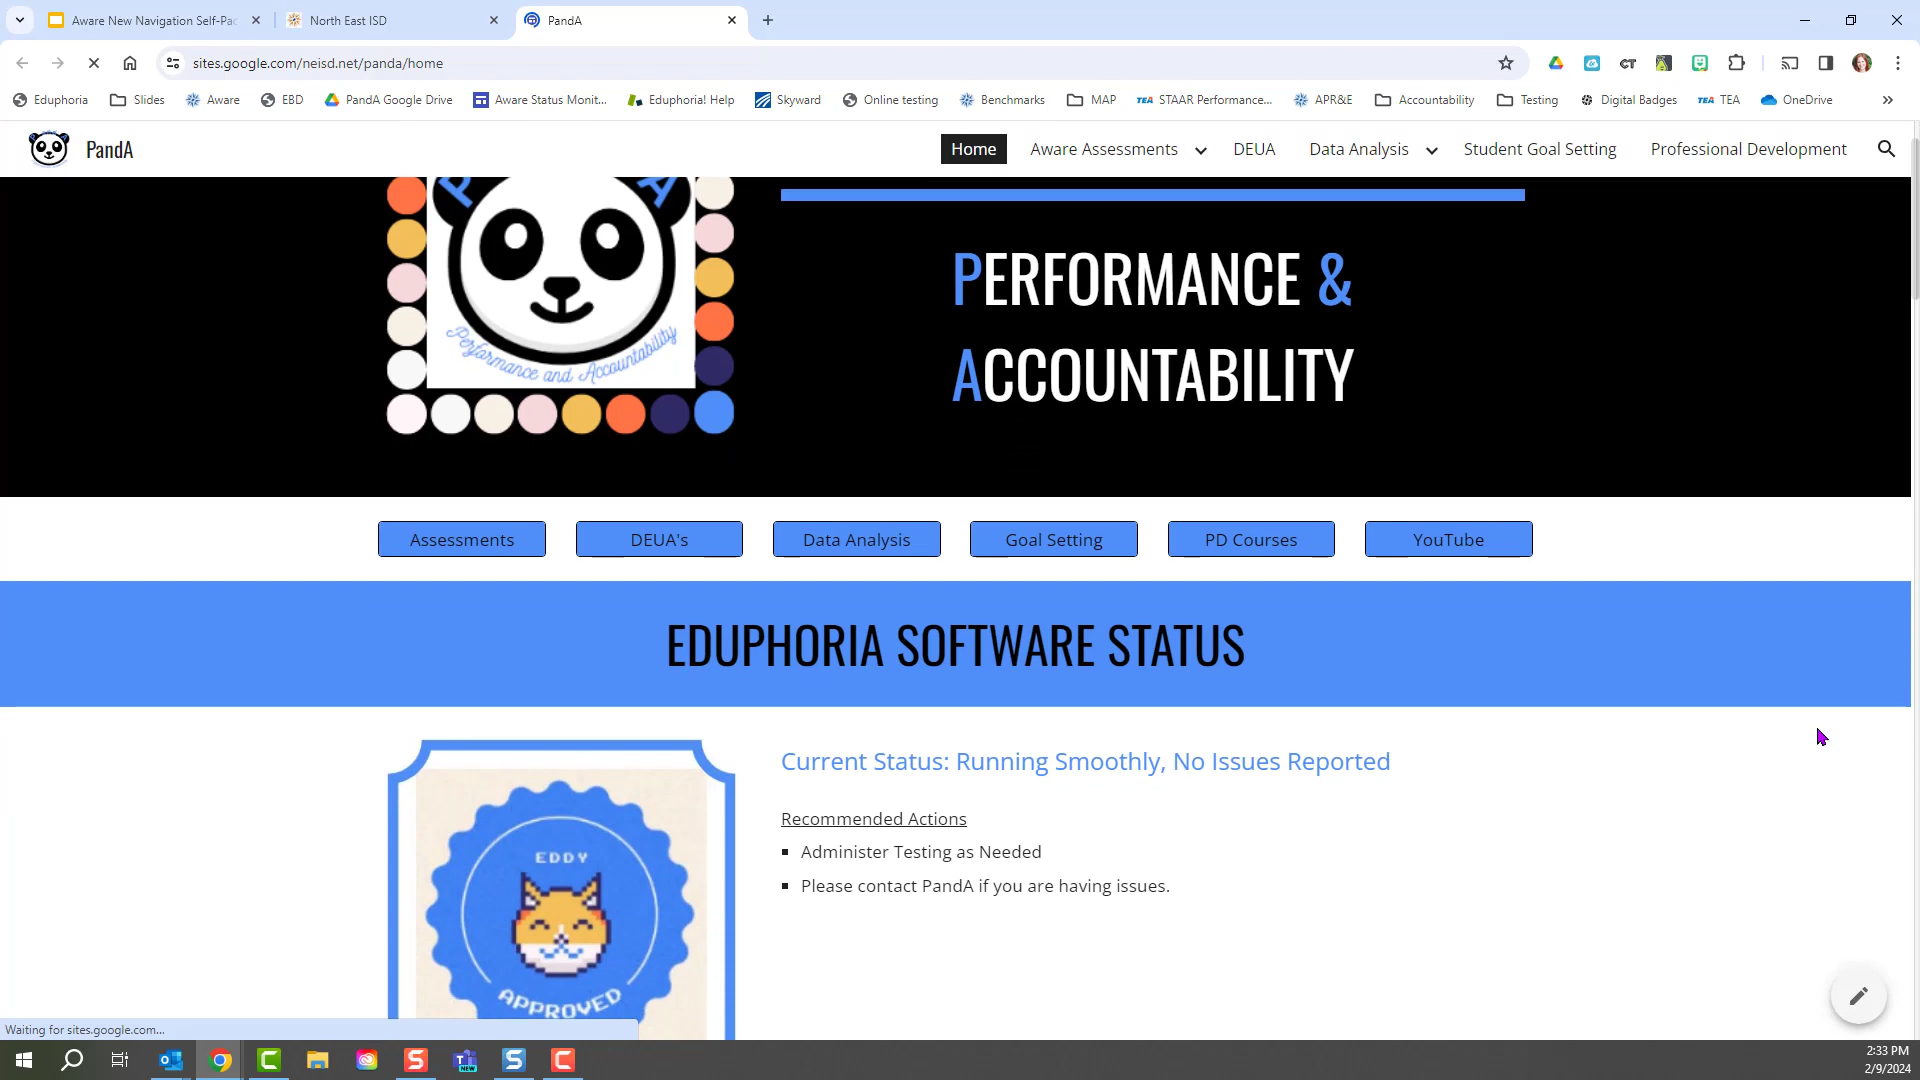 Aware New Navigation Self-Pac
North East ISD
PandA
sites.google.com/neisd.net/panda/home
Eduphoria
Slides
Aware
EBD
PandA Google Drive
Aware Status Monit...
Eduphoria! Help
Skyward
Online testing
Benchmarks
MAP
TEA STAAR Performance...
APR&E
Accountability
Testing
Digital Badges
TEA TEA
OneDrive
PandA
Home
Aware Assessments
DEUA
Data Analysis
Student Goal Setting
Professional Development
P A
Performance and Accountability
PERFORMANCE &
ACCOUNTABILITY
Assessments
DEUA's
Data Analysis
Goal Setting
PD Courses
YouTube
EDUPHORIA SOFTWARE STATUS
Current Status: Running Smoothly, No Issues Reported
Recommended Actions
Administer Testing as Needed
Please contact PandA if you are having issues.
EDDY
APPROVED
Waiting for sites.google.com...
2:33 PM
2/9/2024